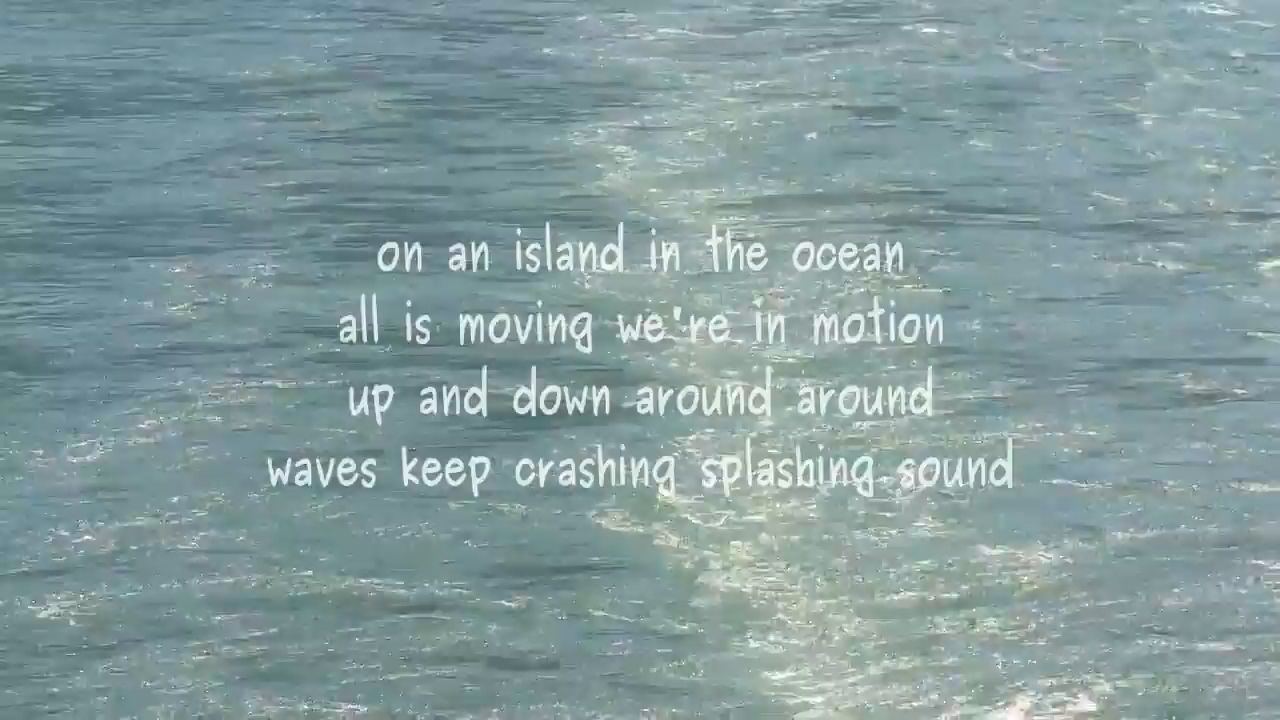 on an island in the ocean
all is moving we're in motion
up and down around around
waves keep crashing splashing sound